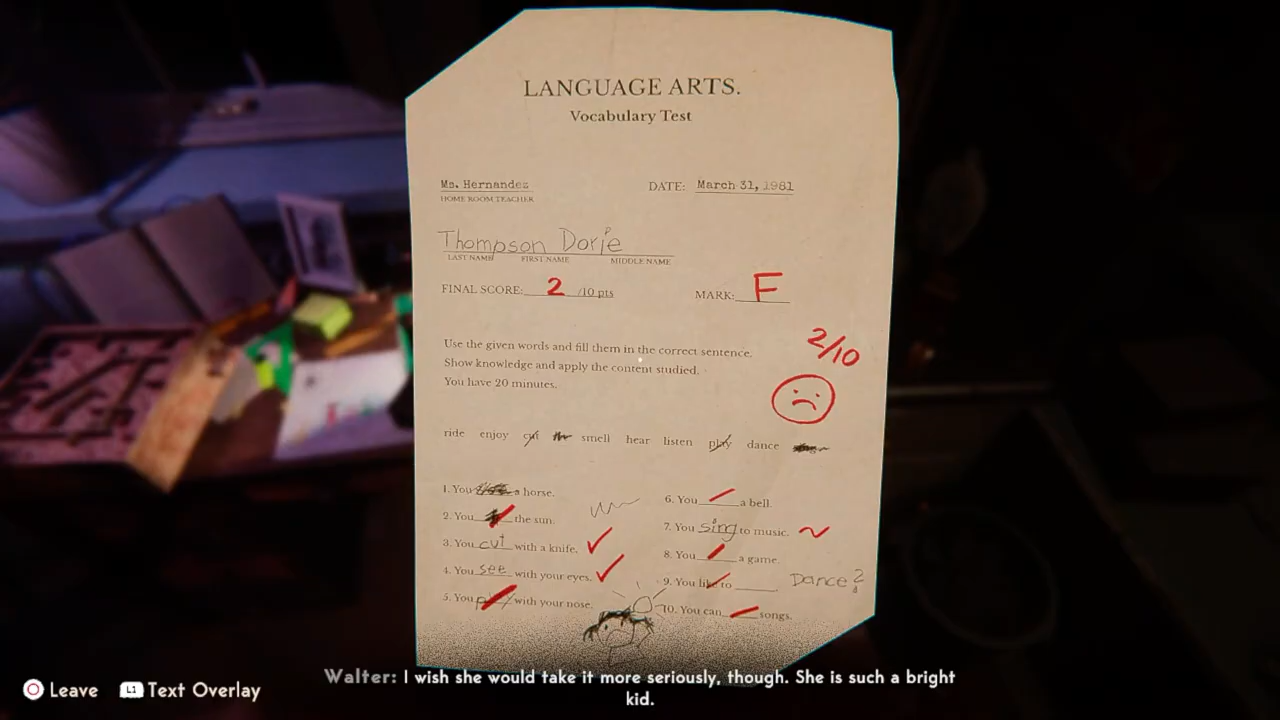 LANGUAGE ARTS.
Vocabulary Test
Ms. Hernandez DATE: March 31, 1981
HOME ROOM TEACHER
Thompson Dorie
LAST NAME FIRST NAME MIDDLE NAME
FINAL SCORE: 2 /10 pts MARK: F
2/10
Use the given words and fill them in the correct sentence.
Show knowledge and apply the content studied.
You have 20 minutes.
ride enjoy cut smell hear listen play dance
1. You a horse.
2. You the sun.
3. You cut with a knife.
4. You see with your eyes.
5. You play with your nose.
6. You a bell.
7. You sing to music.
8. You a game.
9. You like to Dance?
10. You can songs.
Walter: I wish she would take it more seriously, though. She is such a bright
kid.
Leave L1 Text Overlay